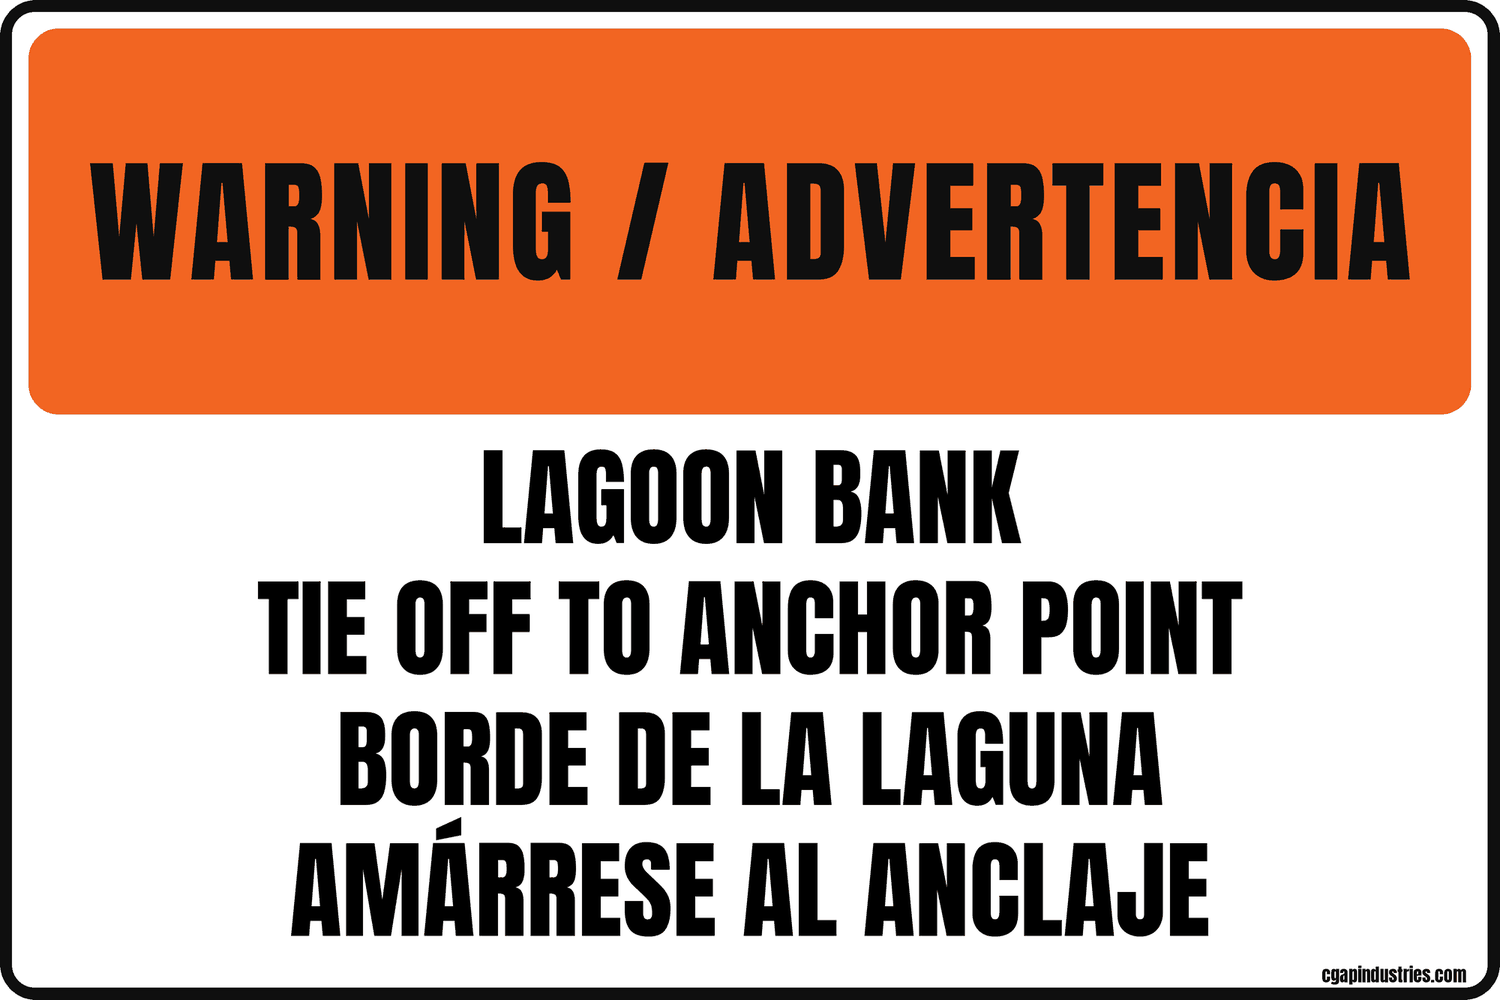 WARNING / ADVERTENCIA
LAGOON BANK
TIE OFF TO ANCHOR POINT
BORDE DE LA LAGUNA
AMÁRRESE AL ANCLAJE
cgapindustries.com